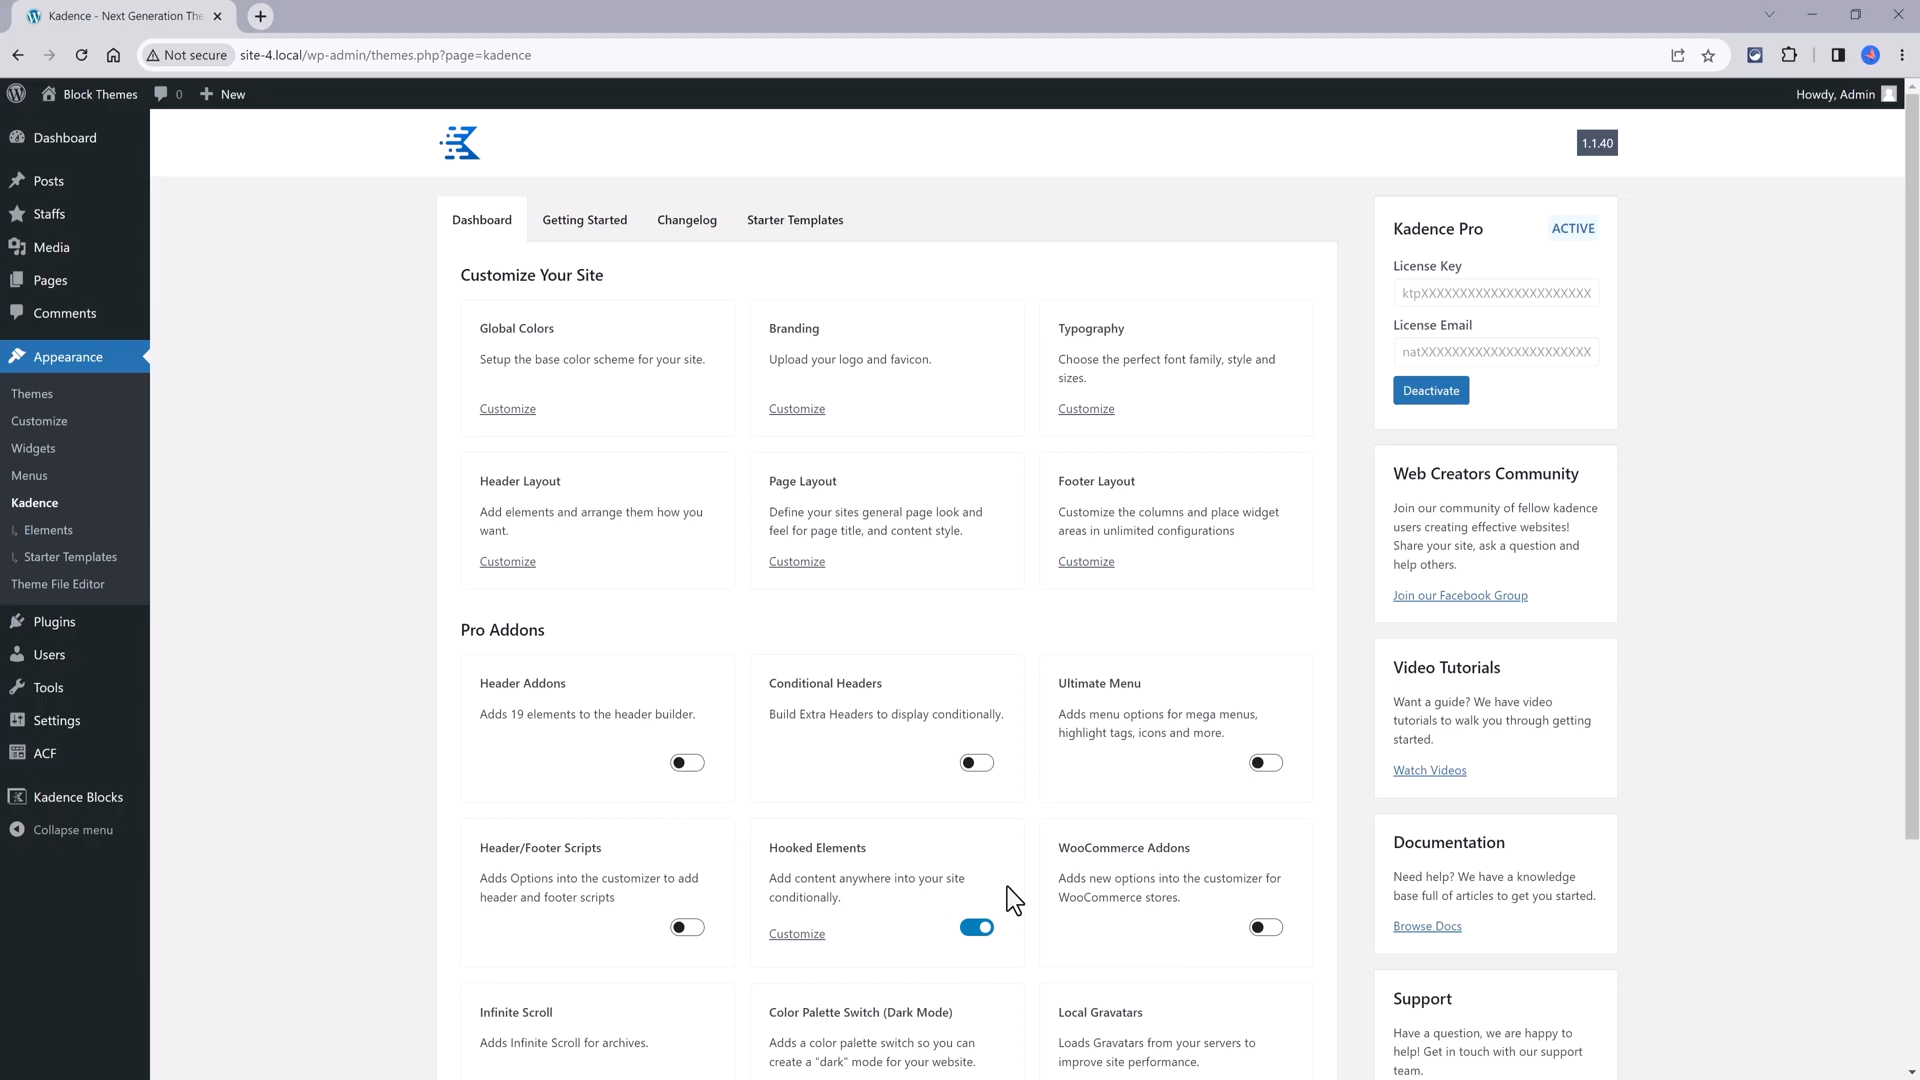 Kadence - Next Generation The
Not secure
site-4.local/wp-admin/themes.php?page=kadence
Block Themes
0
New
Howdy, Admin
Dashboard
Posts
Staffs
Media
Pages
Comments
Appearance
Themes
Customize
Widgets
Menus
Kadence
Elements
Starter Templates
Theme File Editor
Plugins
Users
Tools
Settings
ACF
Kadence Blocks
Collapse menu
1.1.40
Dashboard
Getting Started
Changelog
Starter Templates
Customize Your Site
Global Colors
Setup the base color scheme for your site.
Customize
Branding
Upload your logo and favicon.
Customize
Typography
Choose the perfect font family, style and
sizes.
Customize
Header Layout
Add elements and arrange them how you
want.
Customize
Page Layout
Define your sites general page look and
feel for page title, and content style.
Customize
Footer Layout
Customize the columns and place widget
areas in unlimited configurations
Customize
Pro Addons
Header Addons
Adds 19 elements to the header builder.
Conditional Headers
Build Extra Headers to display conditionally.
Ultimate Menu
Adds menu options for mega menus,
highlight tags, icons and more.
Header/Footer Scripts
Adds Options into the customizer to add
header and footer scripts
Hooked Elements
Add content anywhere into your site
conditionally.
Customize
WooCommerce Addons
Adds new options into the customizer for
WooCommerce stores.
Infinite Scroll
Adds Infinite Scroll for archives.
Color Palette Switch (Dark Mode)
Adds a color palette switch so you can
create a "dark" mode for your website.
Local Gravatars
Loads Gravatars from your servers to
improve site performance.
Kadence Pro
ACTIVE
License Key
ktpXXXXXXXXXXXXXXXXXXXXXX
License Email
natXXXXXXXXXXXXXXXXXXXXXX
Deactivate
Web Creators Community
Join our community of fellow kadence
users creating effective websites!
Share your site, ask a question and
help others.
Join our Facebook Group
Video Tutorials
Want a guide? We have video
tutorials to walk you through getting
started.
Watch Videos
Documentation
Need help? We have a knowledge
base full of articles to get you started.
Browse Docs
Support
Have a question, we are happy to
help! Get in touch with our support
team.